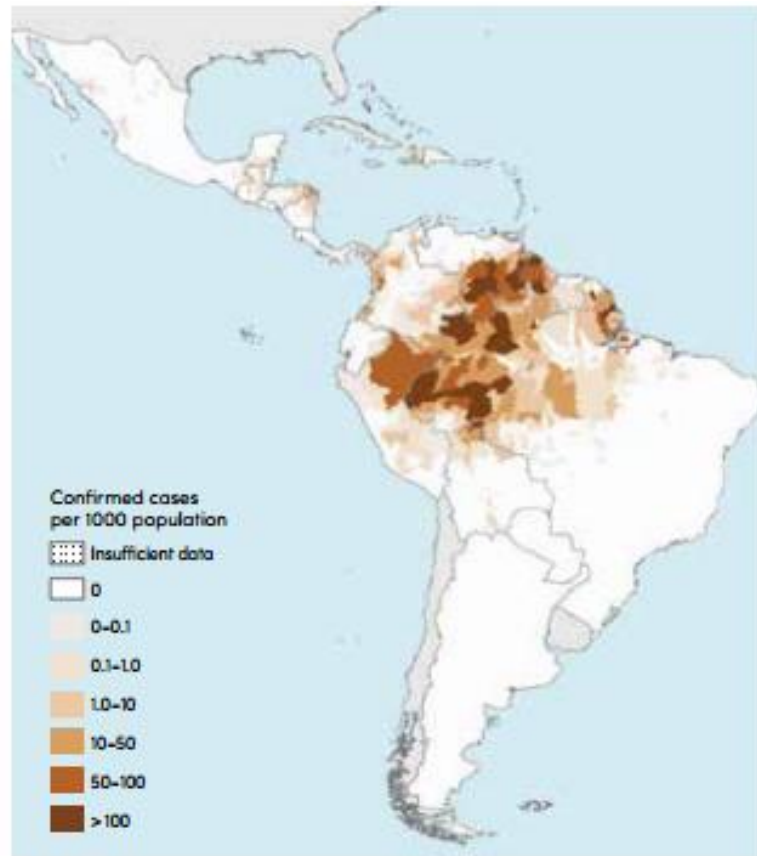 Confirmed cases
per 1000 population
Insufficient data
0
0–0.1
0.1–1.0
1.0–10
10–50
50–100
>100